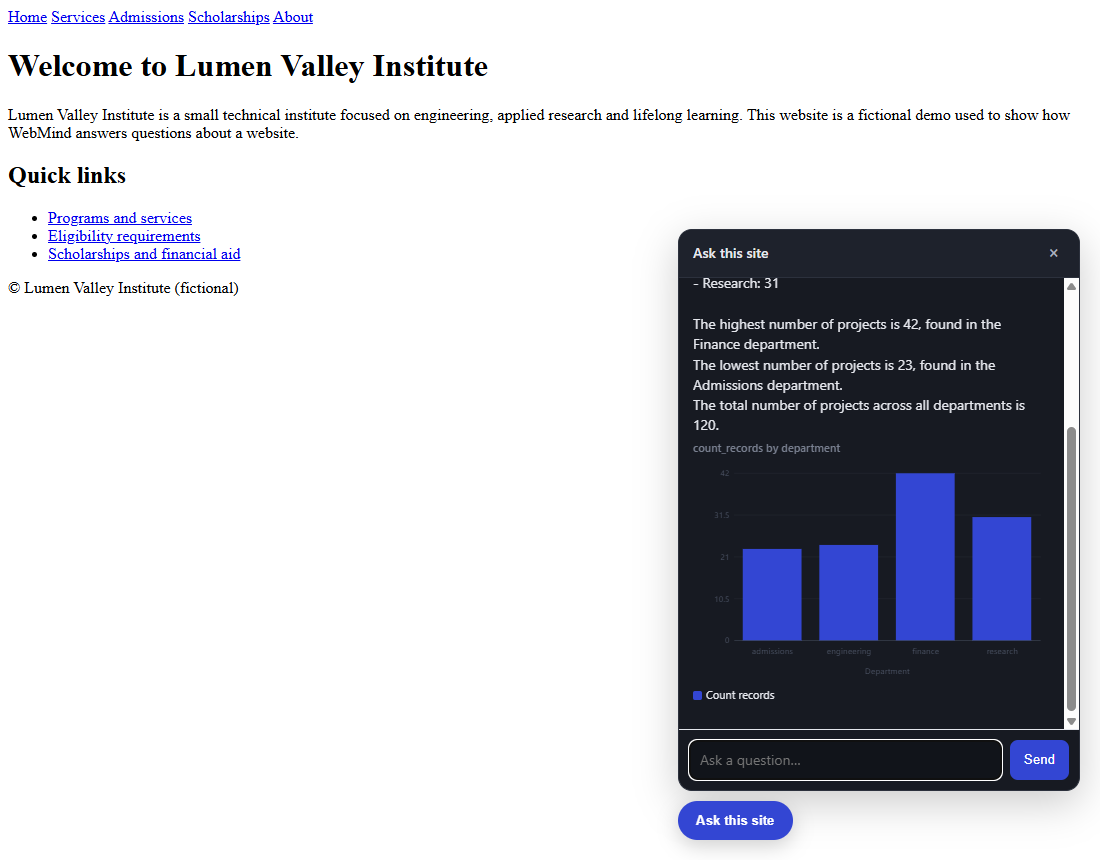 Home Services Admissions Scholarships About
Welcome to Lumen Valley Institute
Lumen Valley Institute is a small technical institute focused on engineering, applied research and lifelong learning. This website is a fictional demo used to show how
WebMind answers questions about a website.
Quick links
Programs and services
Eligibility requirements
Scholarships and financial aid
© Lumen Valley Institute (fictional)
Ask this site ×
- Research: 31
The highest number of projects is 42, found in the
Finance department.
The lowest number of projects is 23, found in the
Admissions department.
The total number of projects across all departments is
120.
count_records by department
42
31.5
21
10.5
0
admissions engineering finance research
Department
Count records
Ask a question... Send
Ask this site